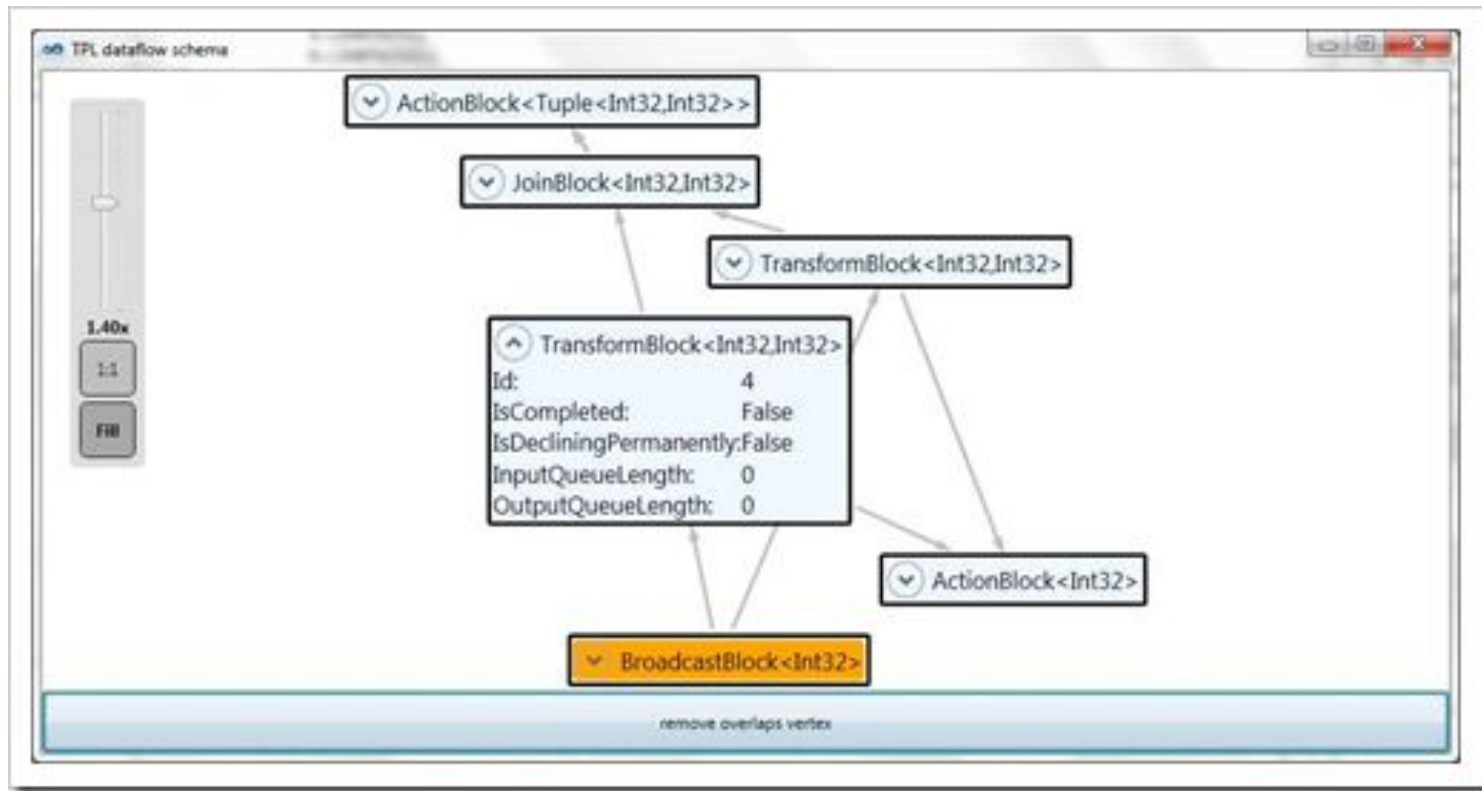 TPL dataflow schema
ActionBlock<Tuple<Int32,Int32>>
JoinBlock<Int32,Int32>
TransformBlock<Int32,Int32>
1.40x
1:1
Fill
TransformBlock<Int32,Int32>
Id: 4
IsCompleted: False
IsDecliningPermanently:False
InputQueueLength: 0
OutputQueueLength: 0
ActionBlock<Int32>
BroadcastBlock<Int32>
remove overlaps vertex